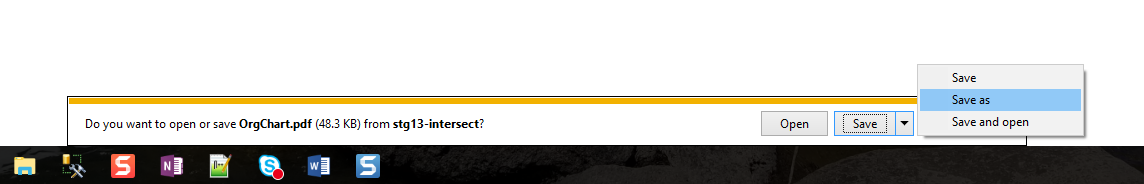 Save
Save as
Do you want to open or save OrgChart.pdf (48.3 KB) from stg13-intersect?
Open
Save
Save and open
S
N
W
S